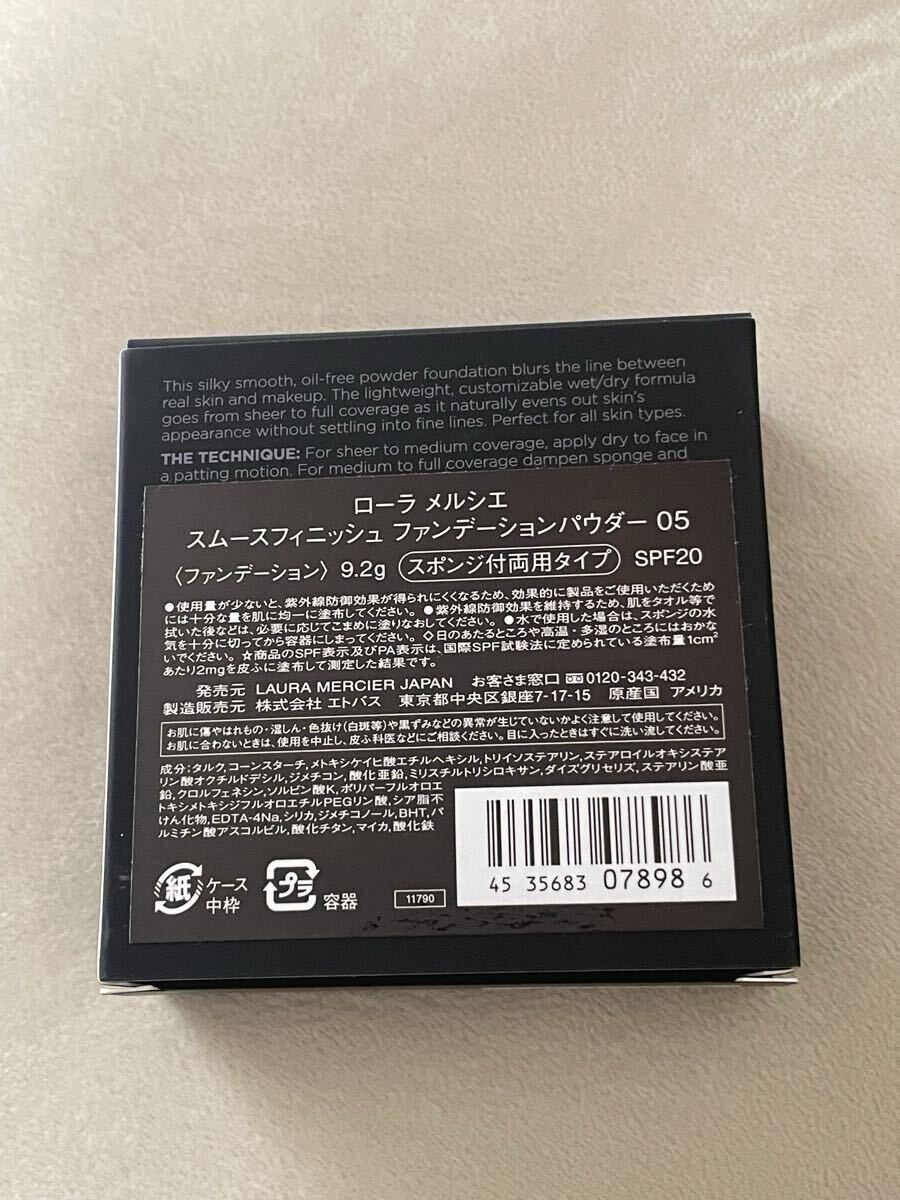 This silky smooth, oil-free powder foundation blurs the line between
real skin and makeup. The lightweight, customizable wet/dry formula
goes from sheer to full coverage as it naturally evens out skin's
appearance without settling into fine lines. Perfect for all skin types.
THE TECHNIQUE: For sheer to medium coverage, apply dry to face in
a patting motion. For medium to full coverage dampen sponge and
ローラ メルシエ
スムースフィニッシュ ファンデーションパウダー 05
〈ファンデーション〉 9.2g スポンジ付両用タイプ SPF20
●使用量が少ないと、紫外線防御効果が得られにくくなるため、効果的に製品をご使用いただくため
には十分な量を肌に均一に塗布してください。 ●紫外線防御効果を維持するため、肌をタオル等で
拭いた後などは、必要に応じてこまめに塗りなおしてください。 ●水で使用した場合は、スポンジの水
気を十分に切ってから容器にしまってください。 ◇日のあたるところや高温・多湿のところにはおかな
いでください。 ★商品のSPF表示及びPA表示は、国際SPF試験法に定められている塗布量1cm²
あたり2mgを皮ふに塗布して測定した結果です。
発売元 LAURA MERCIER JAPAN お客さま窓口 0120-343-432
製造販売元 株式会社 エトバス 東京都中央区銀座7-17-15 原産国 アメリカ
お肌に傷やはれもの・湿しん・色抜け(白斑等)や黒ずみなどの異常が生じていないかよく注意して使用してください。
お肌に合わないときは、使用を中止し、皮ふ科医などにご相談ください。目に入ったときはすぐに洗い流してください。
成分;タルク,コーンスターチ,メトキシケイヒ酸エチルヘキシル,トリイソステアリン,ステアロイルオキシステア
リン酸オクチルドデシル,ジメチコン,酸化亜鉛,ミリスチルトリシロキサン,ダイズグリセリズ,ステアリン酸亜
鉛,クロルフェネシン,ソルビン酸K,ポリパーフルオロエ
トキシメトキシジフルオロエチルPEGリン酸,シア脂不
けん化物,EDTA-4Na,シリカ,ジメチコノール,BHT,パ
ルミチン酸アスコルビル,酸化チタン,マイカ,酸化鉄
紙 ケース
中枠
プラ 容器
11790
45 35683 07898 6